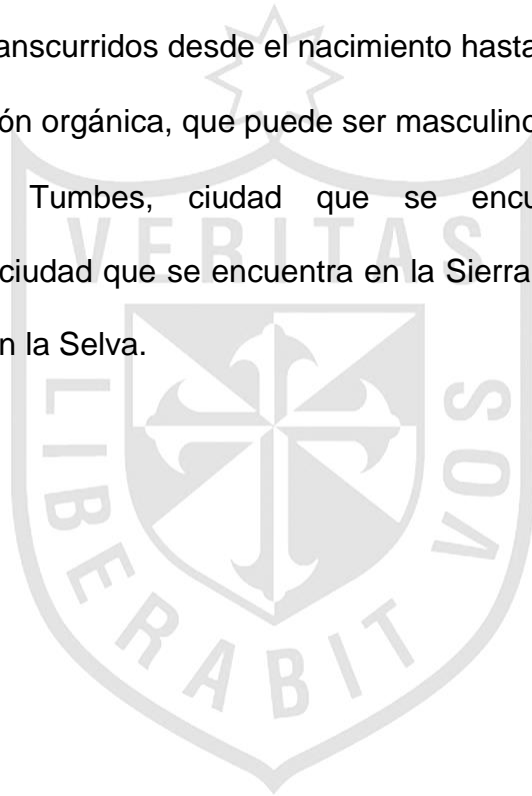 anscurridos desde el nacimiento hasta
ón orgánica, que puede ser masculino
Tumbes, ciudad que se encu
ciudad que se encuentra en la Sierra
n la Selva.
VERITAS
LIBERABIT VOS